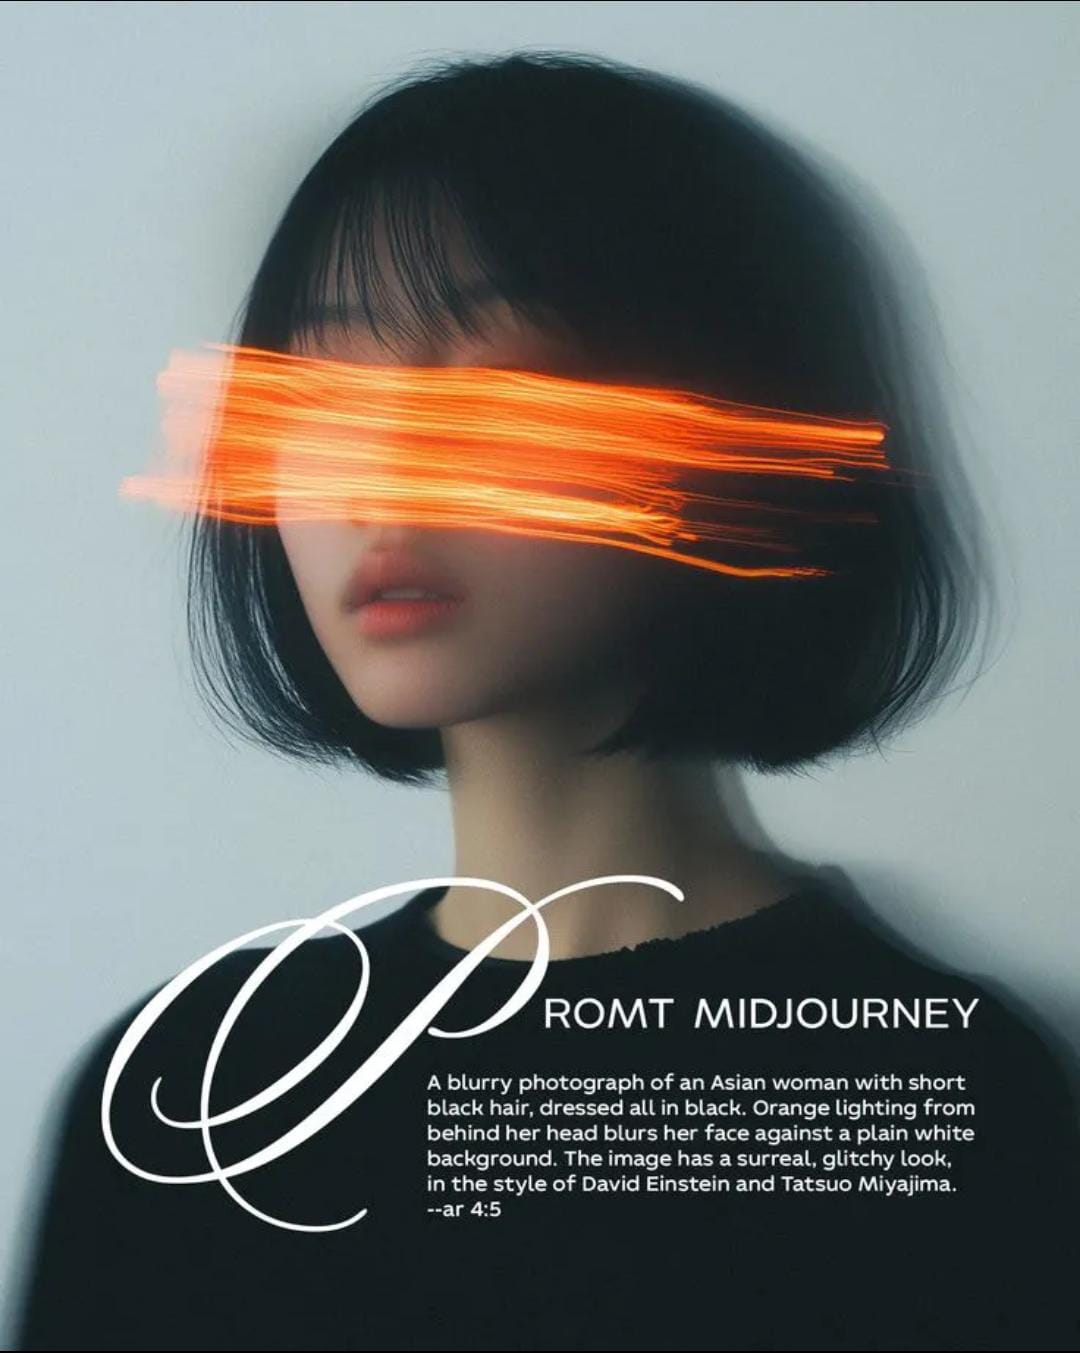 PROMT MIDJOURNEY
A blurry photograph of an Asian woman with short
black hair, dressed all in black. Orange lighting from
behind her head blurs her face against a plain white
background. The image has a surreal, glitchy look,
in the style of David Einstein and Tatsuo Miyajima.
--ar 4:5